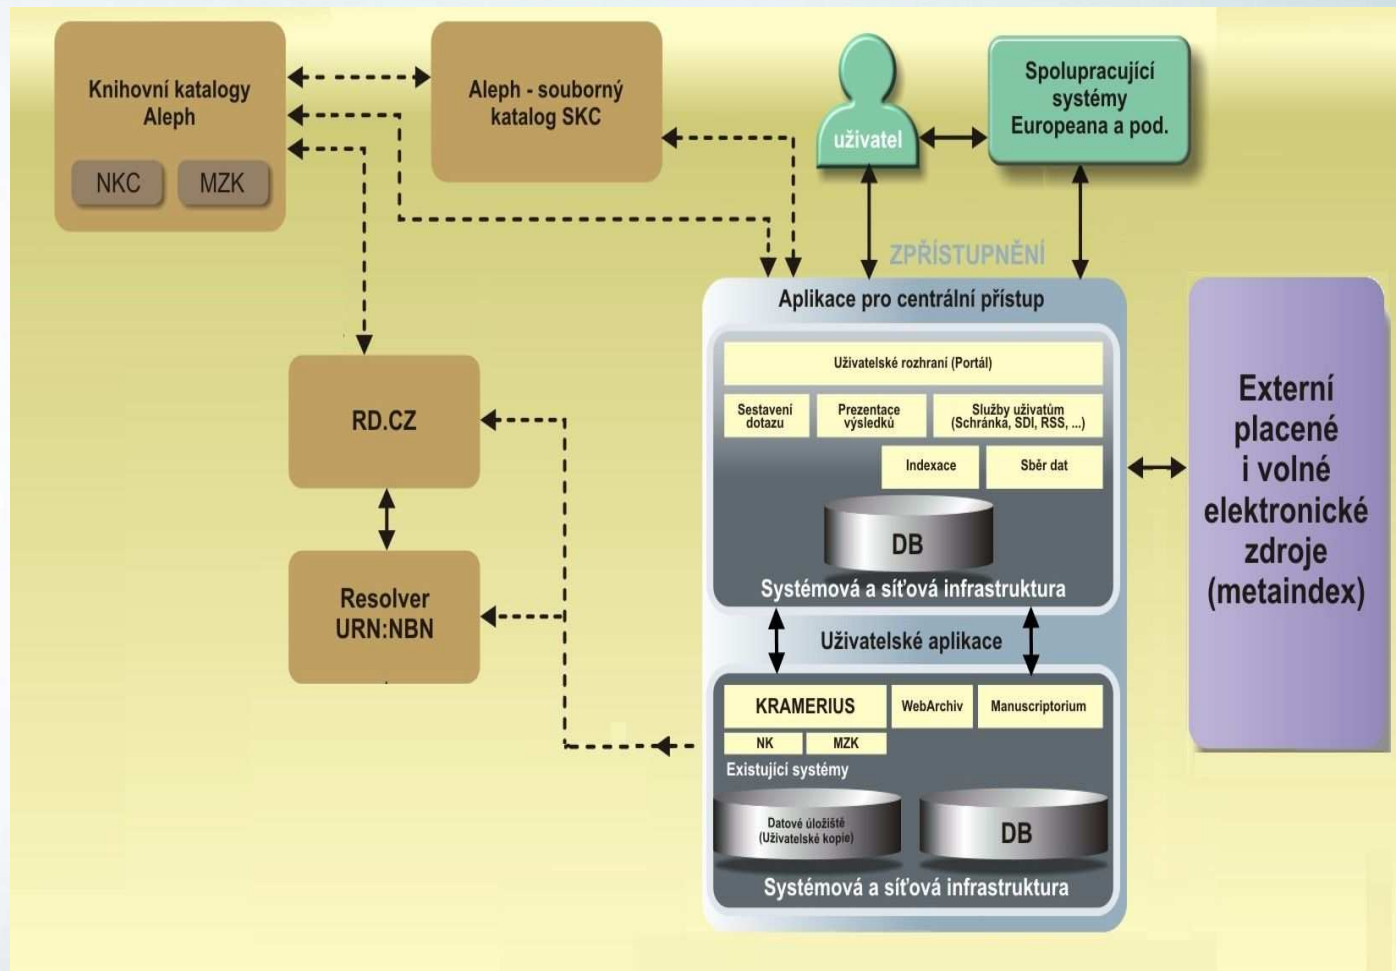 Knihovní katalogy
Aleph
NKC
MZK
Aleph - souborný
katalog SKC
uživatel
Spolupracující
systémy
Europeana a pod.
ZPŘÍSTUPNĚNÍ
Aplikace pro centrální přístup
Uživatelské rozhraní (Portál)
Sestavení
dotazu
Prezentace
výsledků
Služby uživatům
(Schránka, SDI, RSS, ...)
Indexace
Sběr dat
DB
Systémová a síťová infrastruktura
Externí
placené
i volné
elektronické
zdroje
(metaindex)
RD.CZ
Resolver
URN:NBN
Uživatelské aplikace
KRAMERIUS
WebArchiv
Manuscriptorium
NK
MZK
Existující systémy
Datové úložiště
(Uživatelské kopie)
DB
Systémová a síťová infrastruktura